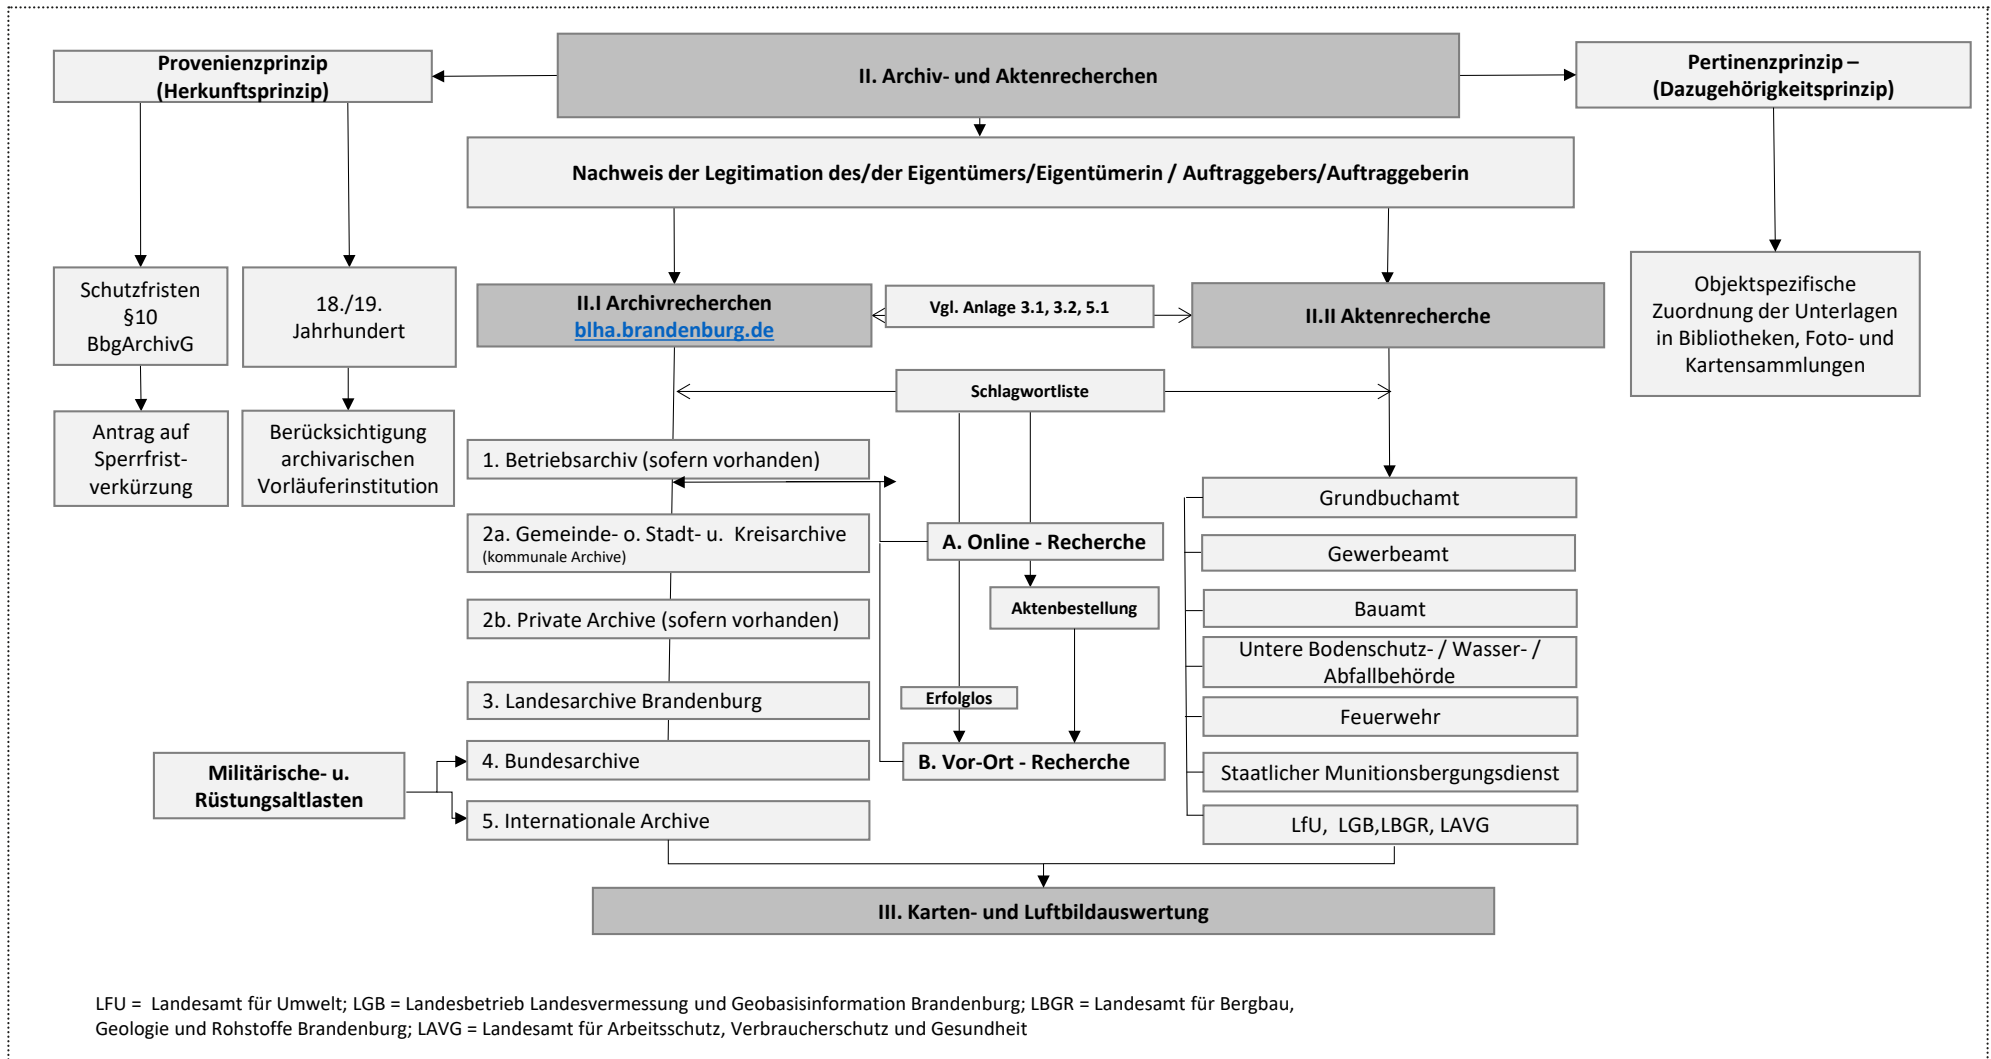 II. Archiv- und Aktenrecherchen
Provenienzprinzip
(Herkunftsprinzip)
Pertinenzprinzip –
(Dazugehörigkeitsprinzip)
Nachweis der Legitimation des/der Eigentümers/Eigentümerin / Auftraggebers/Auftraggeberin
Schutzfristen
§10
BbgArchivG
18./19.
Jahrhundert
Antrag auf
Sperrfrist-
verkürzung
Berücksichtigung
archivarischen
Vorläuferinstitution
II.I Archivrecherchen
blha.brandenburg.de
Vgl. Anlage 3.1, 3.2, 5.1
II.II Aktenrecherche
Objektspezifische
Zuordnung der Unterlagen
in Bibliotheken, Foto- und
Kartensammlungen
Schlagwortliste
1. Betriebsarchiv (sofern vorhanden)
2a. Gemeinde- o. Stadt- u.  Kreisarchive
(kommunale Archive)
2b. Private Archive (sofern vorhanden)
3. Landesarchive Brandenburg
4. Bundesarchive
5. Internationale Archive
Militärische- u.
Rüstungsaltlasten
A. Online - Recherche
Aktenbestellung
Erfolglos
B. Vor-Ort - Recherche
Grundbuchamt
Gewerbeamt
Bauamt
Untere Bodenschutz- / Wasser- /
Abfallbehörde
Feuerwehr
Staatlicher Munitionsbergungsdienst
LfU,  LGB,LBGR, LAVG
III. Karten- und Luftbildauswertung
LFU =  Landesamt für Umwelt; LGB = Landesbetrieb Landesvermessung und Geobasisinformation Brandenburg; LBGR = Landesamt für Bergbau,
Geologie und Rohstoffe Brandenburg; LAVG = Landesamt für Arbeitsschutz, Verbraucherschutz und Gesundheit